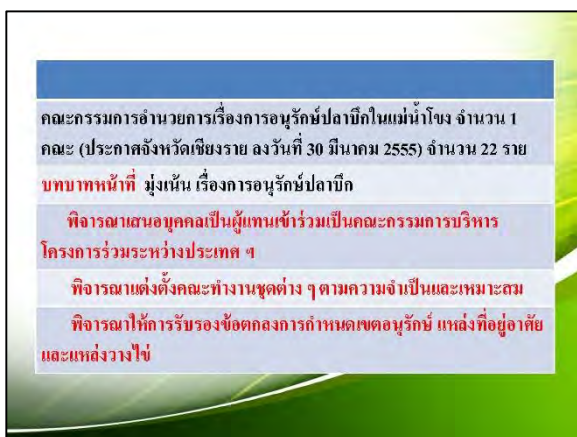 คณะกรรมการอำนวยการเรื่องการอนุรักษ์ปลาบึกในแม่น้ำโขง จำนวน 1
คณะ (ประกาศจังหวัดเชียงราย ลงวันที่ 30 มีนาคม 2555) จำนวน 22 ราย
บทบาทหน้าที่ มุ่งเน้น เรื่องการอนุรักษ์ปลาบึก
พิจารณาเสนอบุคคลเป็นผู้แทนเข้าร่วมเป็นคณะกรรมการบริหาร
โครงการร่วมระหว่างประเทศ ฯ
พิจารณาแต่งตั้งคณะทำงานชุดต่าง ๆ ตามความจำเป็นและเหมาะสม
พิจารณาให้การรับรองข้อตกลงการกำหนดเขตอนุรักษ์ แหล่งที่อยู่อาศัย
และแหล่งวางไข่